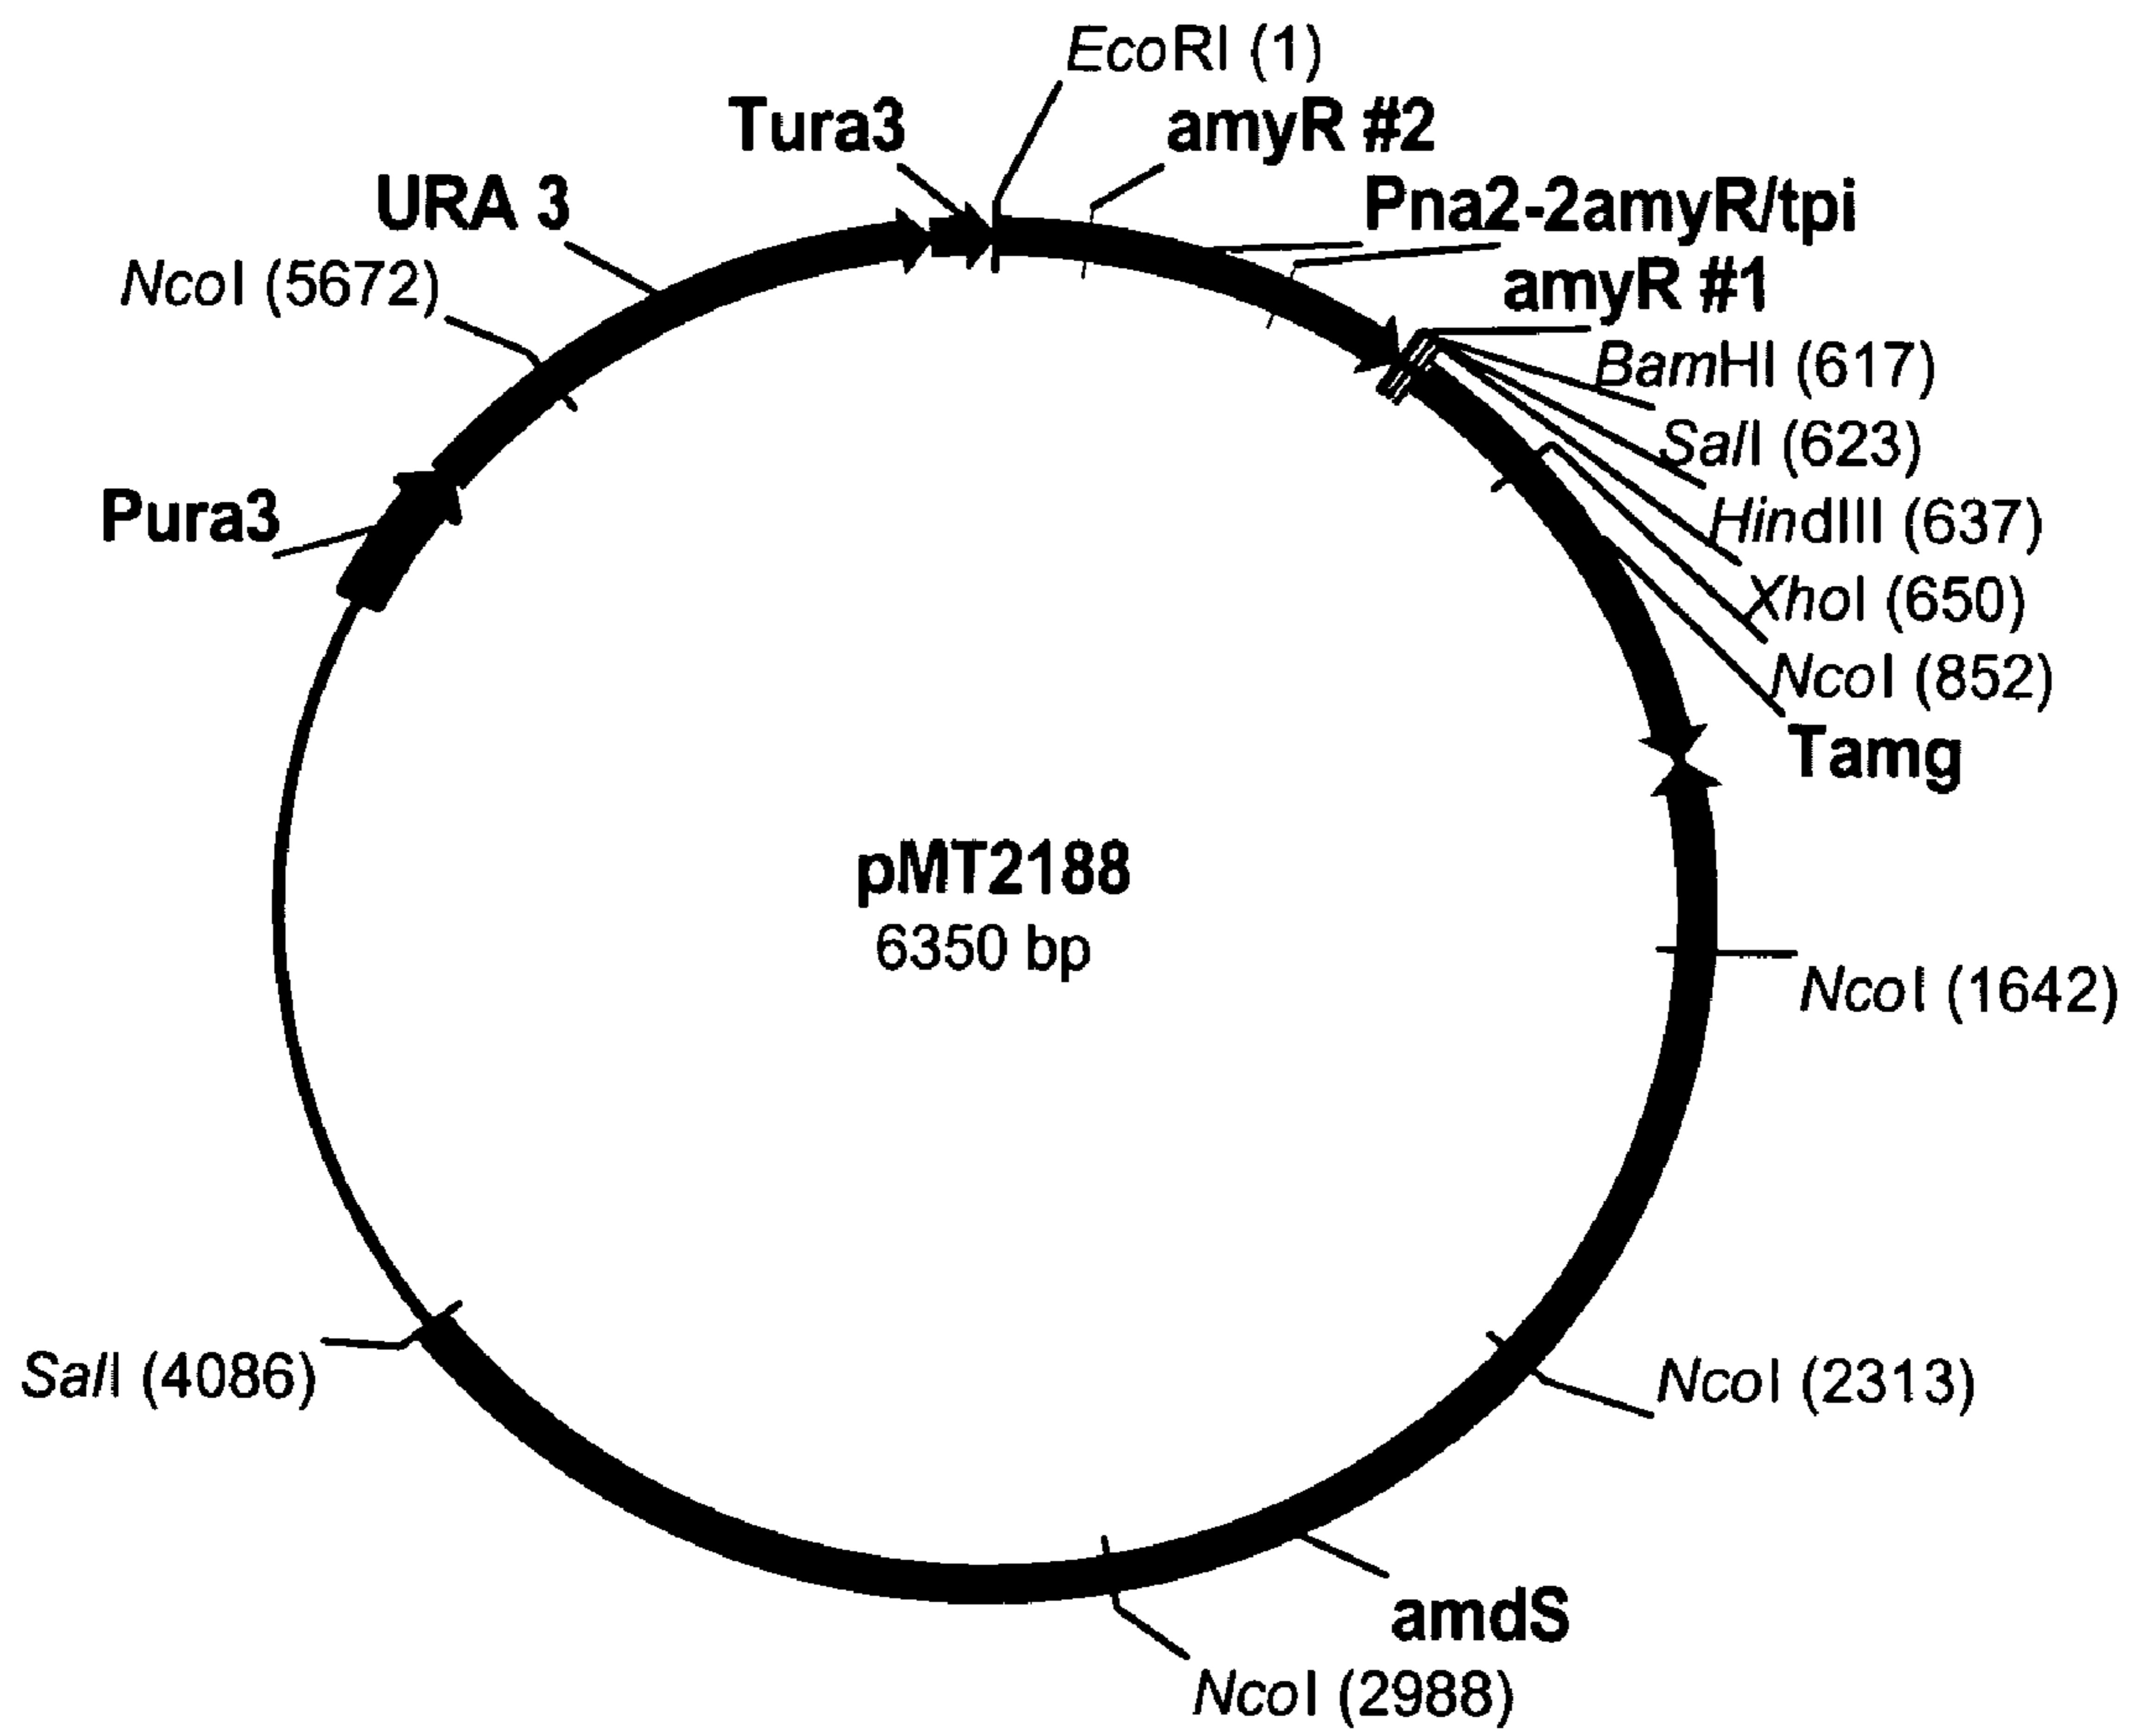 EcoRI (1)
Tura3
amyR #2
URA 3
Pna2-2amyR/tpi
NcoI (5672)
amyR #1
BamHI (617)
SalI (623)
Pura3
HindIII (637)
XhoI (650)
NcoI (852)
Tamg
pMT2188
6350 bp
NcoI (1642)
SalI (4086)
NcoI (2313)
amdS
NcoI (2988)